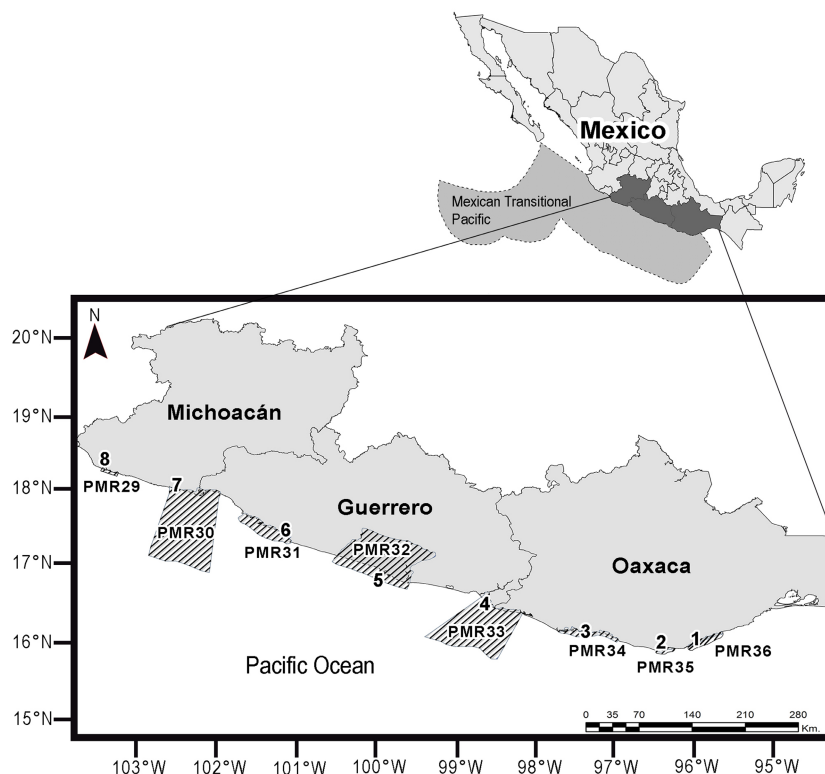 Mexico
Mexican Transitional
Pacific
N
20°N
19°N
18°N
17°N
16°N
15°N
Michoacán
8
PMR29
7
PMR30
Guerrero
6
PMR31
PMR32
5
4
PMR33
Oaxaca
3
PMR34
2
PMR35
1
PMR36
Pacific Ocean
0 35 70 140 210 280
Km.
103°W 102°W 101°W 100°W 99°W 98°W 97°W 96°W 95°W